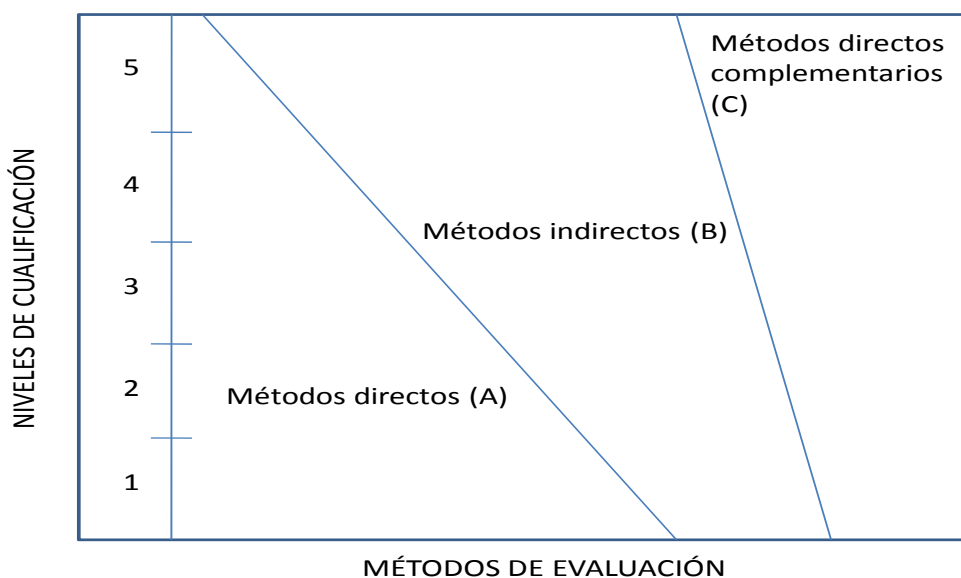 NIVELES DE CUALIFICACIÓN
5
4
3
2
1
Métodos directos
complementarios
(C)
Métodos indirectos (B)
Métodos directos (A)
MÉTODOS DE EVALUACIÓN